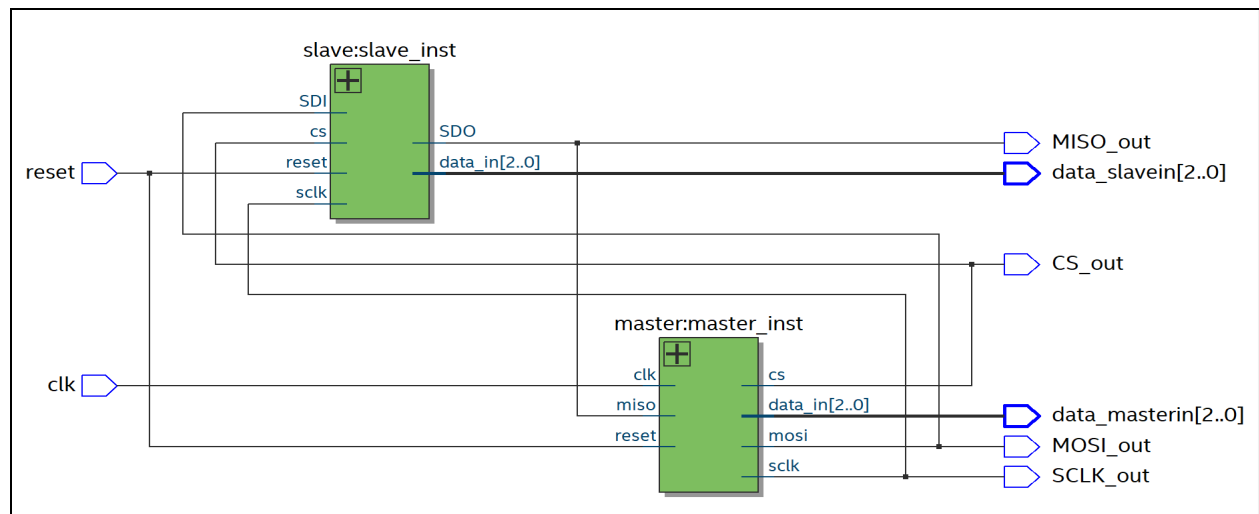 slave:slave_inst
SDI
cs
SDO
MISO_out
reset
reset
data_in[2..0]
data_slavein[2..0]
sclk
CS_out
master:master_inst
clk
clk
cs
miso
data_in[2..0]
data_masterin[2..0]
reset
mosi
MOSI_out
sclk
SCLK_out